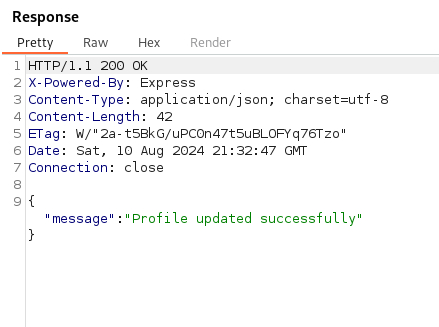 Response
Pretty Raw Hex Render
1 HTTP/1.1 200 OK
2 X-Powered-By: Express
3 Content-Type: application/json; charset=utf-8
4 Content-Length: 42
5 ETag: W/"2a-t5BkG/uPCOn47t5uBLOFYq76Tzo"
6 Date: Sat, 10 Aug 2024 21:32:47 GMT
7 Connection: close
8
9 {
"message":"Profile updated successfully"
}